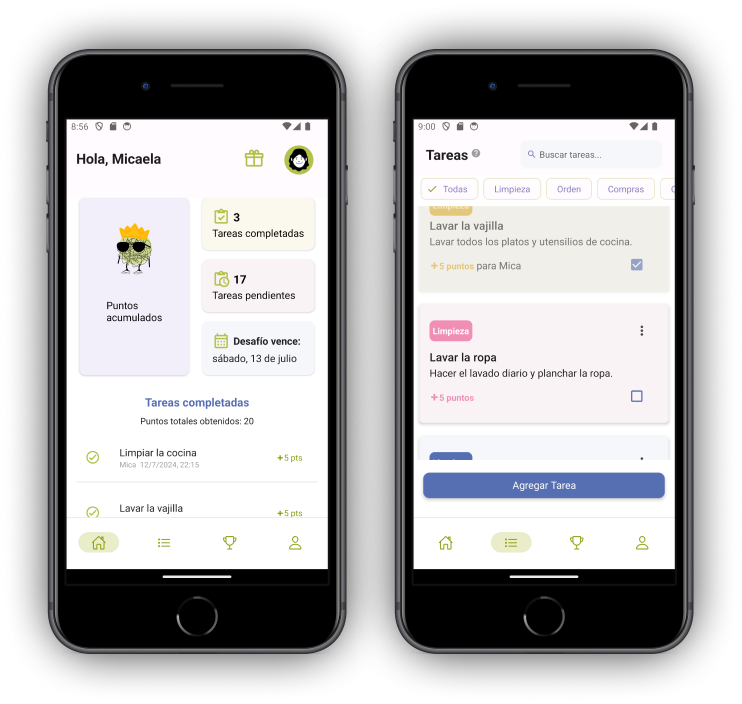 8:56
Hola, Micaela
3
Tareas completadas
17
Tareas pendientes
Desafío vence:
sábado, 13 de julio
Puntos
acumulados
Tareas completadas
Puntos totales obtenidos: 20
Limpiar la cocina
Mica 12/7/2024, 22:15
+5 pts
Lavar la vajilla
+5 pts
9:00
Tareas
Buscar tareas...
Todas
Limpieza
Orden
Compras
Limpieza
Lavar la vajilla
Lavar todos los platos y utensilios de cocina.
+5 puntos para Mica
Limpieza
Lavar la ropa
Hacer el lavado diario y planchar la ropa.
+5 puntos
Agregar Tarea